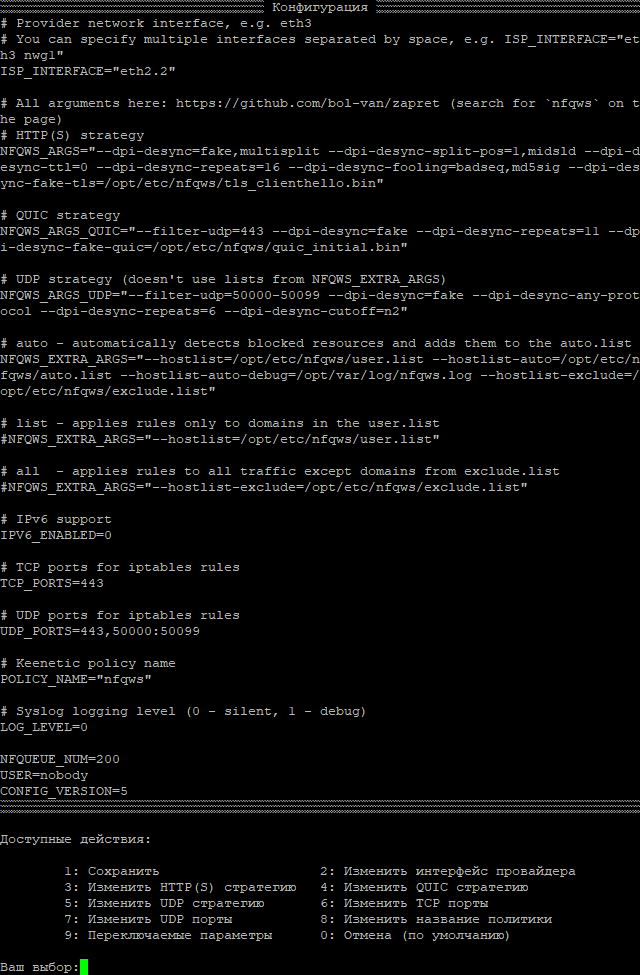 Конфигурация
# Provider network interface, e.g. eth3
# You can specify multiple interfaces separated by space, e.g. ISP_INTERFACE="et
h3 nwg1"
ISP_INTERFACE="eth2.2"
# All arguments here: https://github.com/bol-van/zapret (search for `nfqws` on t
he page)
# HTTP(S) strategy
NFQWS_ARGS="--dpi-desync=fake,multisplit --dpi-desync-split-pos=1,midsld --dpi-d
esync-ttl=0 --dpi-desync-repeats=16 --dpi-desync-fooling=badseq,md5sig --dpi-des
ync-fake-tls=/opt/etc/nfqws/tls_clienthello.bin"
# QUIC strategy
NFQWS_ARGS_QUIC="--filter-udp=443 --dpi-desync=fake --dpi-desync-repeats=11 --dp
i-desync-fake-quic=/opt/etc/nfqws/quic_initial.bin"
# UDP strategy (doesn't use lists from NFQWS_EXTRA_ARGS)
NFQWS_ARGS_UDP="--filter-udp=50000-50099 --dpi-desync=fake --dpi-desync-any-prot
ocol --dpi-desync-repeats=6 --dpi-desync-cutoff=n2"
# auto - automatically detects blocked resources and adds them to the auto.list
NFQWS_EXTRA_ARGS="--hostlist=/opt/etc/nfqws/user.list --hostlist-auto=/opt/etc/n
fqws/auto.list --hostlist-auto-debug=/opt/var/log/nfqws.log --hostlist-exclude=/
opt/etc/nfqws/exclude.list"
# list - applies rules only to domains in the user.list
#NFQWS_EXTRA_ARGS="--hostlist=/opt/etc/nfqws/user.list"
# all  - applies rules to all traffic except domains from exclude.list
#NFQWS_EXTRA_ARGS="--hostlist-exclude=/opt/etc/nfqws/exclude.list"
# IPv6 support
IPV6_ENABLED=0
# TCP ports for iptables rules
TCP_PORTS=443
# UDP ports for iptables rules
UDP_PORTS=443,50000:50099
# Keenetic policy name
POLICY_NAME="nfqws"
# Syslog logging level (0 - silent, 1 - debug)
LOG_LEVEL=0
NFQUEUE_NUM=200
USER=nobody
CONFIG_VERSION=5
Доступные действия:
1: Сохранить 2: Изменить интерфейс провайдера
3: Изменить HTTP(S) стратегию 4: Изменить QUIC стратегию
5: Изменить UDP стратегию 6: Изменить TCP порты
7: Изменить UDP порты 8: Изменить название политики
9: Переключаемые параметры 0: Отмена (по умолчанию)
Ваш выбор: